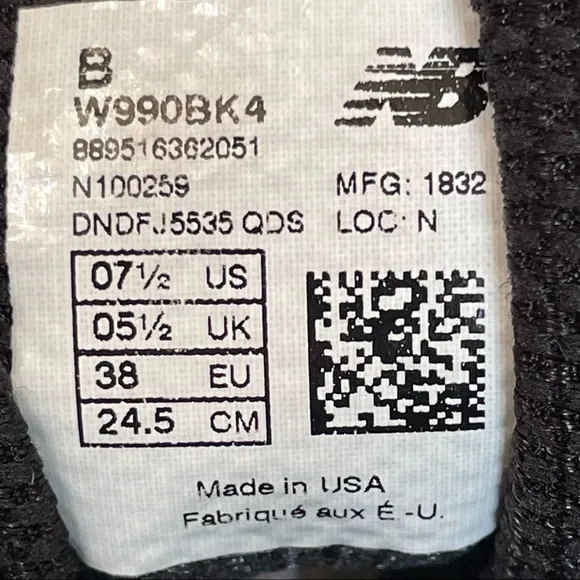 B
NB
W990BK4
889516362051
N100259 MFG: 1832
DNDFJ5535 QDS LOC: N
07½ US
05½ UK
38 EU
24.5 CM
Made in USA
Fabriqué aux É.-U.